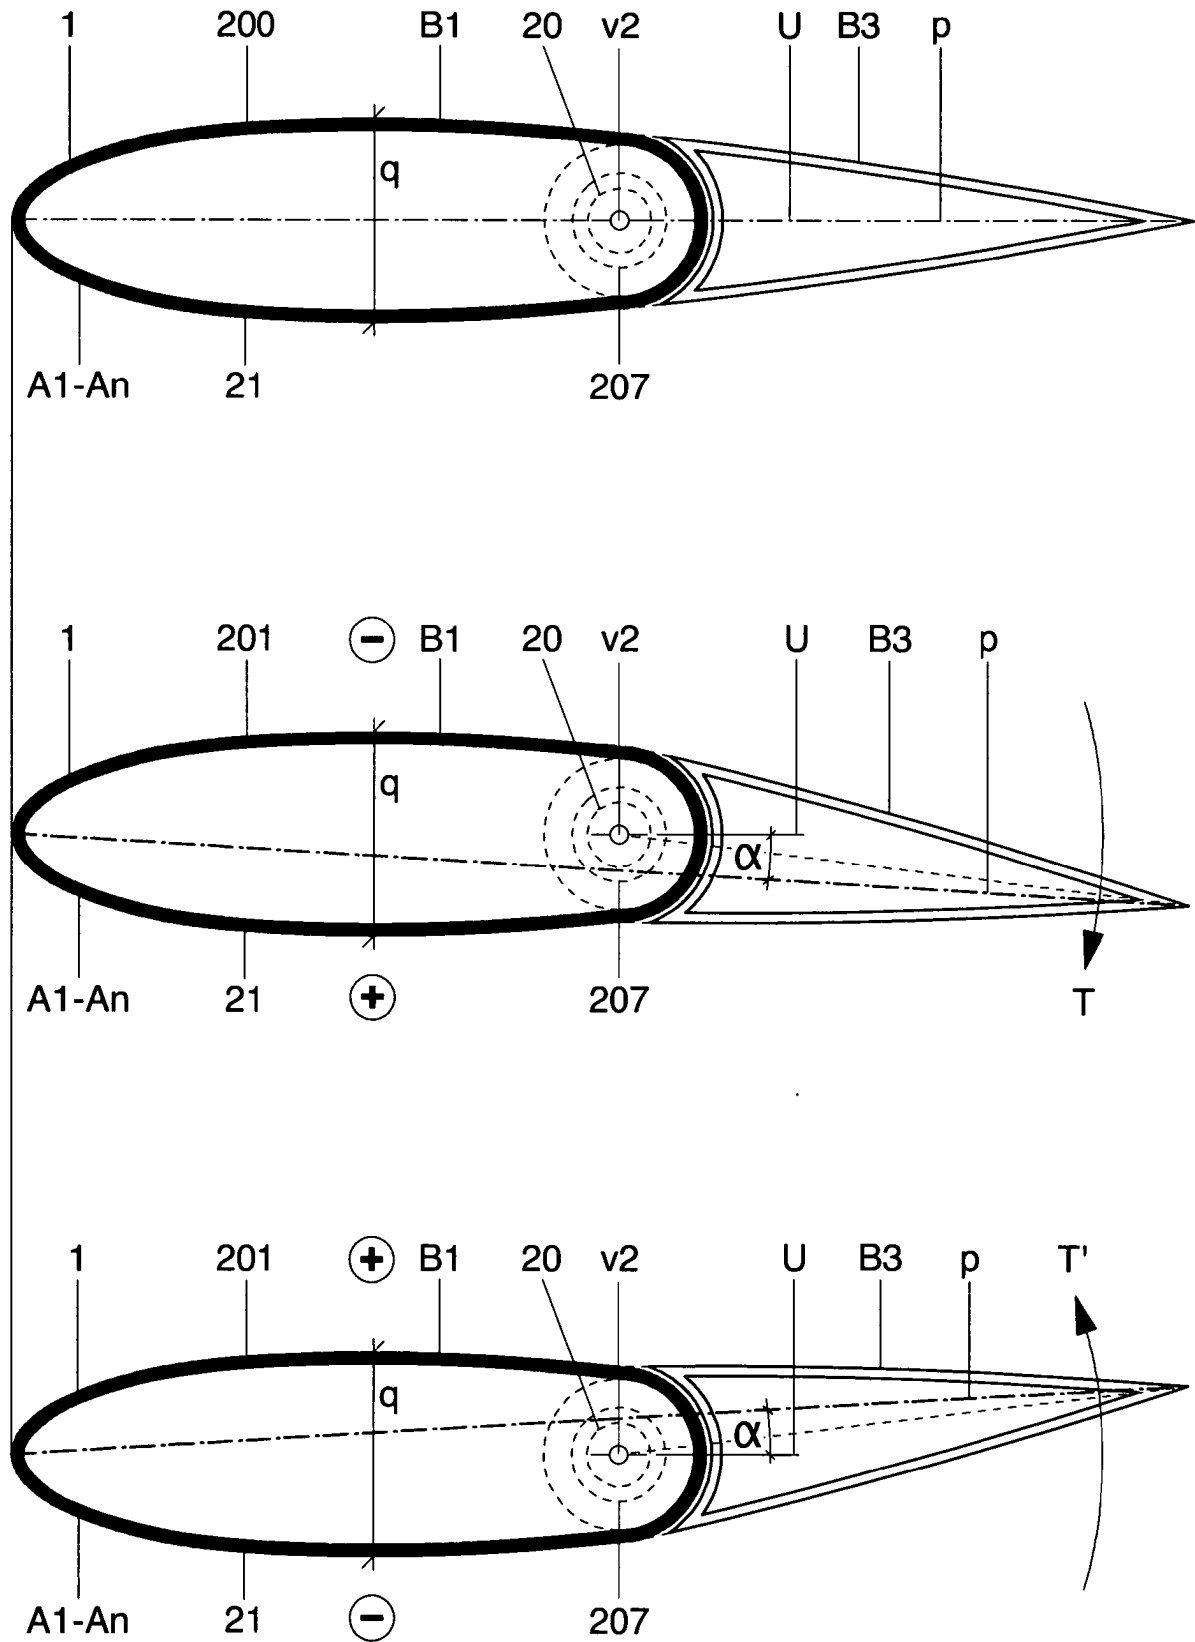 1 200 B1 20 v2 U B3 p
q
A1-An 21 207
1 201 − B1 20 v2 U B3 p
q
α
A1-An 21 + 207 T
1 201 + B1 20 v2 U B3 p T'
q
α
A1-An 21 − 207